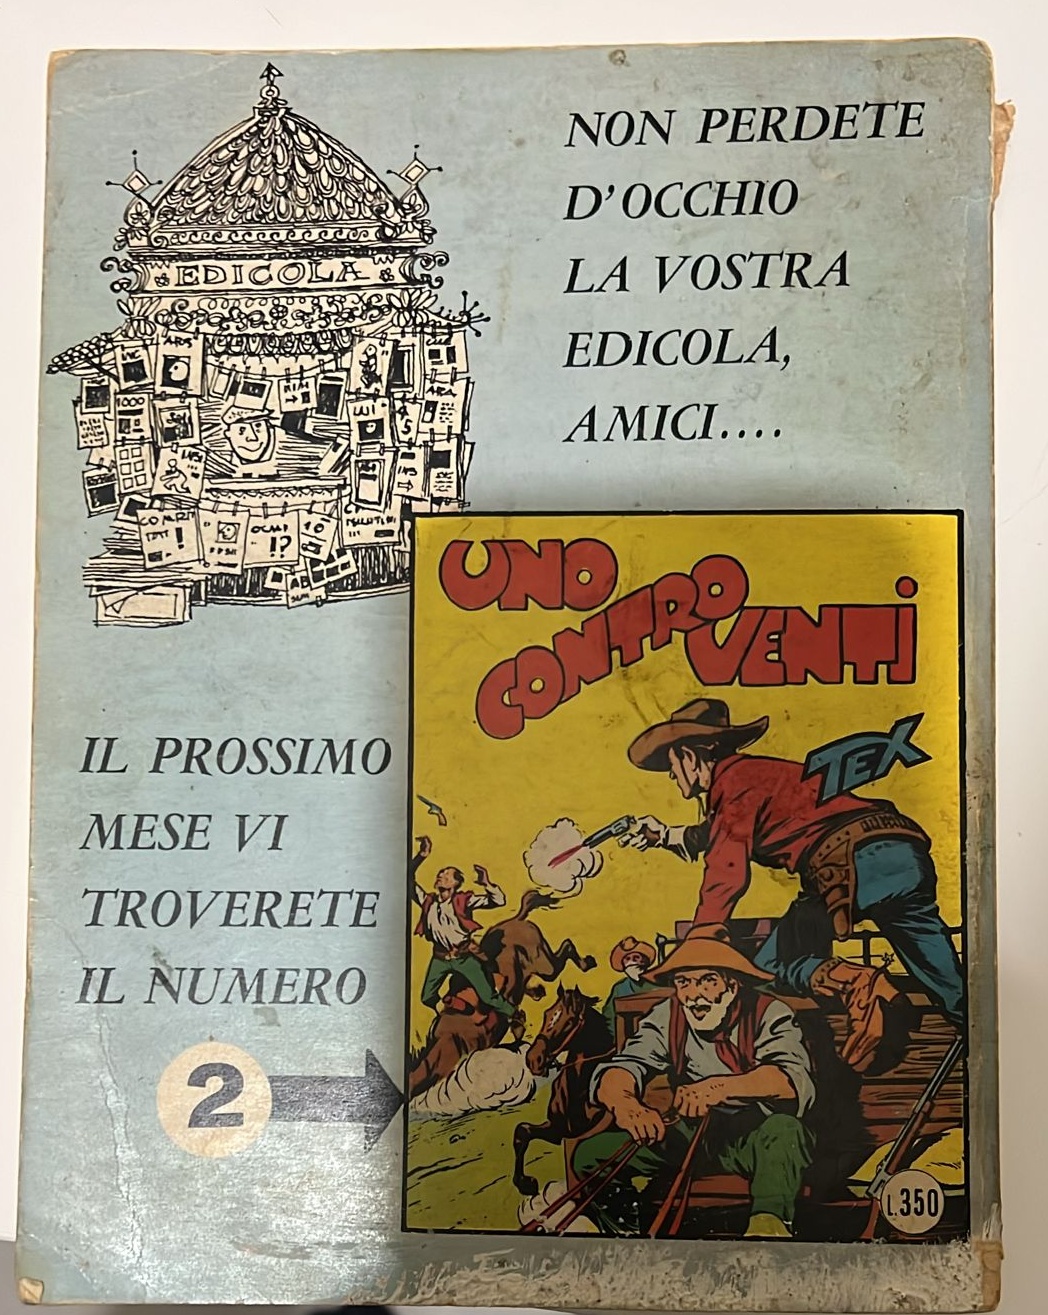 NON PERDETE
D'OCCHIO
LA VOSTRA
EDICOLA,
AMICI....
EDICOLA
UNO
CONTRO
VENTI
TEX
IL PROSSIMO
MESE VI
TROVERETE
IL NUMERO
2
L.350